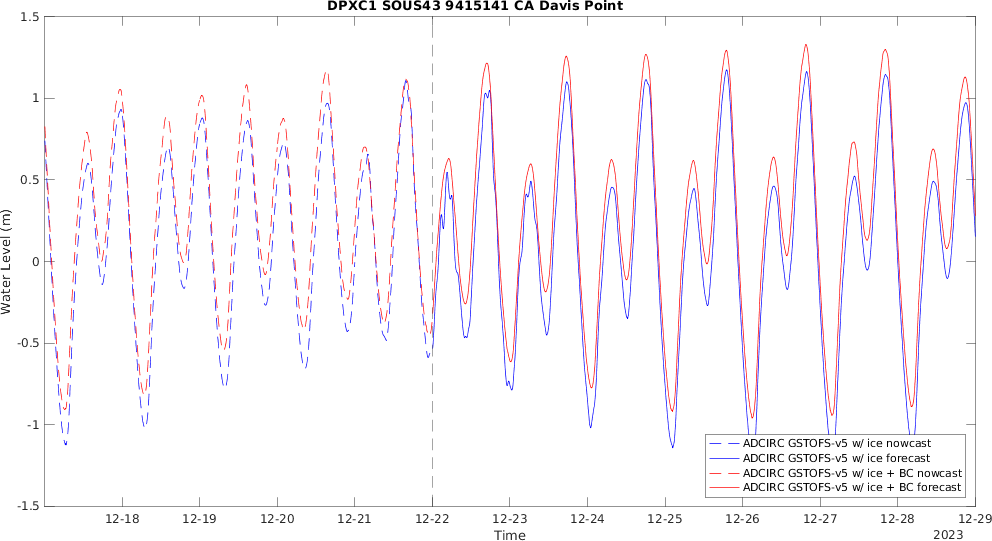 DPXC1 SOUS43 9415141 CA Davis Point
1.5
1
0.5
0
-0.5
-1
-1.5
Water Level (m)
12-18 12-19 12-20 12-21 12-22 12-23 12-24 12-25 12-26 12-27 12-28 12-29
Time
2023
ADCIRC GSTOFS-v5 w/ ice nowcast
ADCIRC GSTOFS-v5 w/ ice forecast
ADCIRC GSTOFS-v5 w/ ice + BC nowcast
ADCIRC GSTOFS-v5 w/ ice + BC forecast